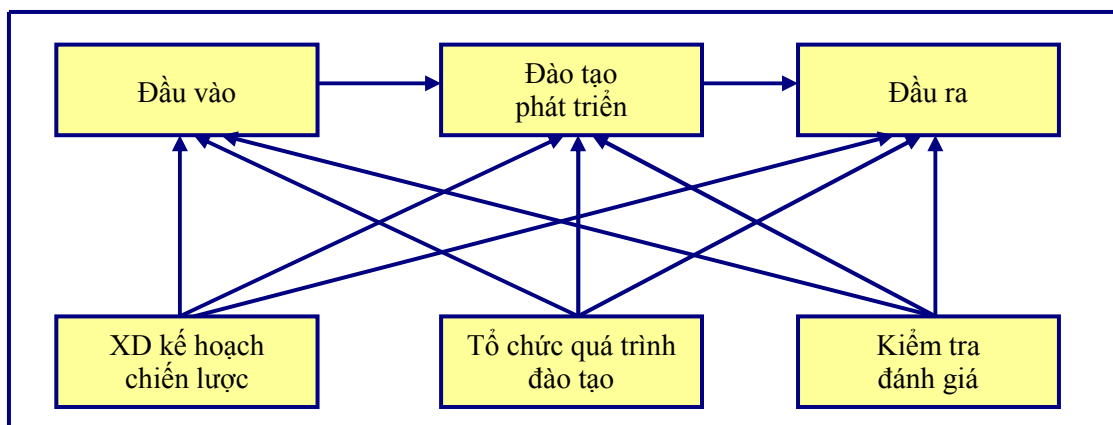 Đầu vào
Đào tạo
phát triển
Đầu ra
XD kế hoạch
chiến lược
Tổ chức quá trình
đào tạo
Kiểm tra
đánh giá